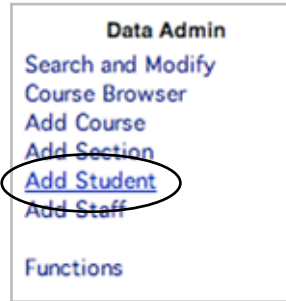 Data Admin
Search and Modify
Course Browser
Add Course
Add Section
Add Student
Add Staff
Functions